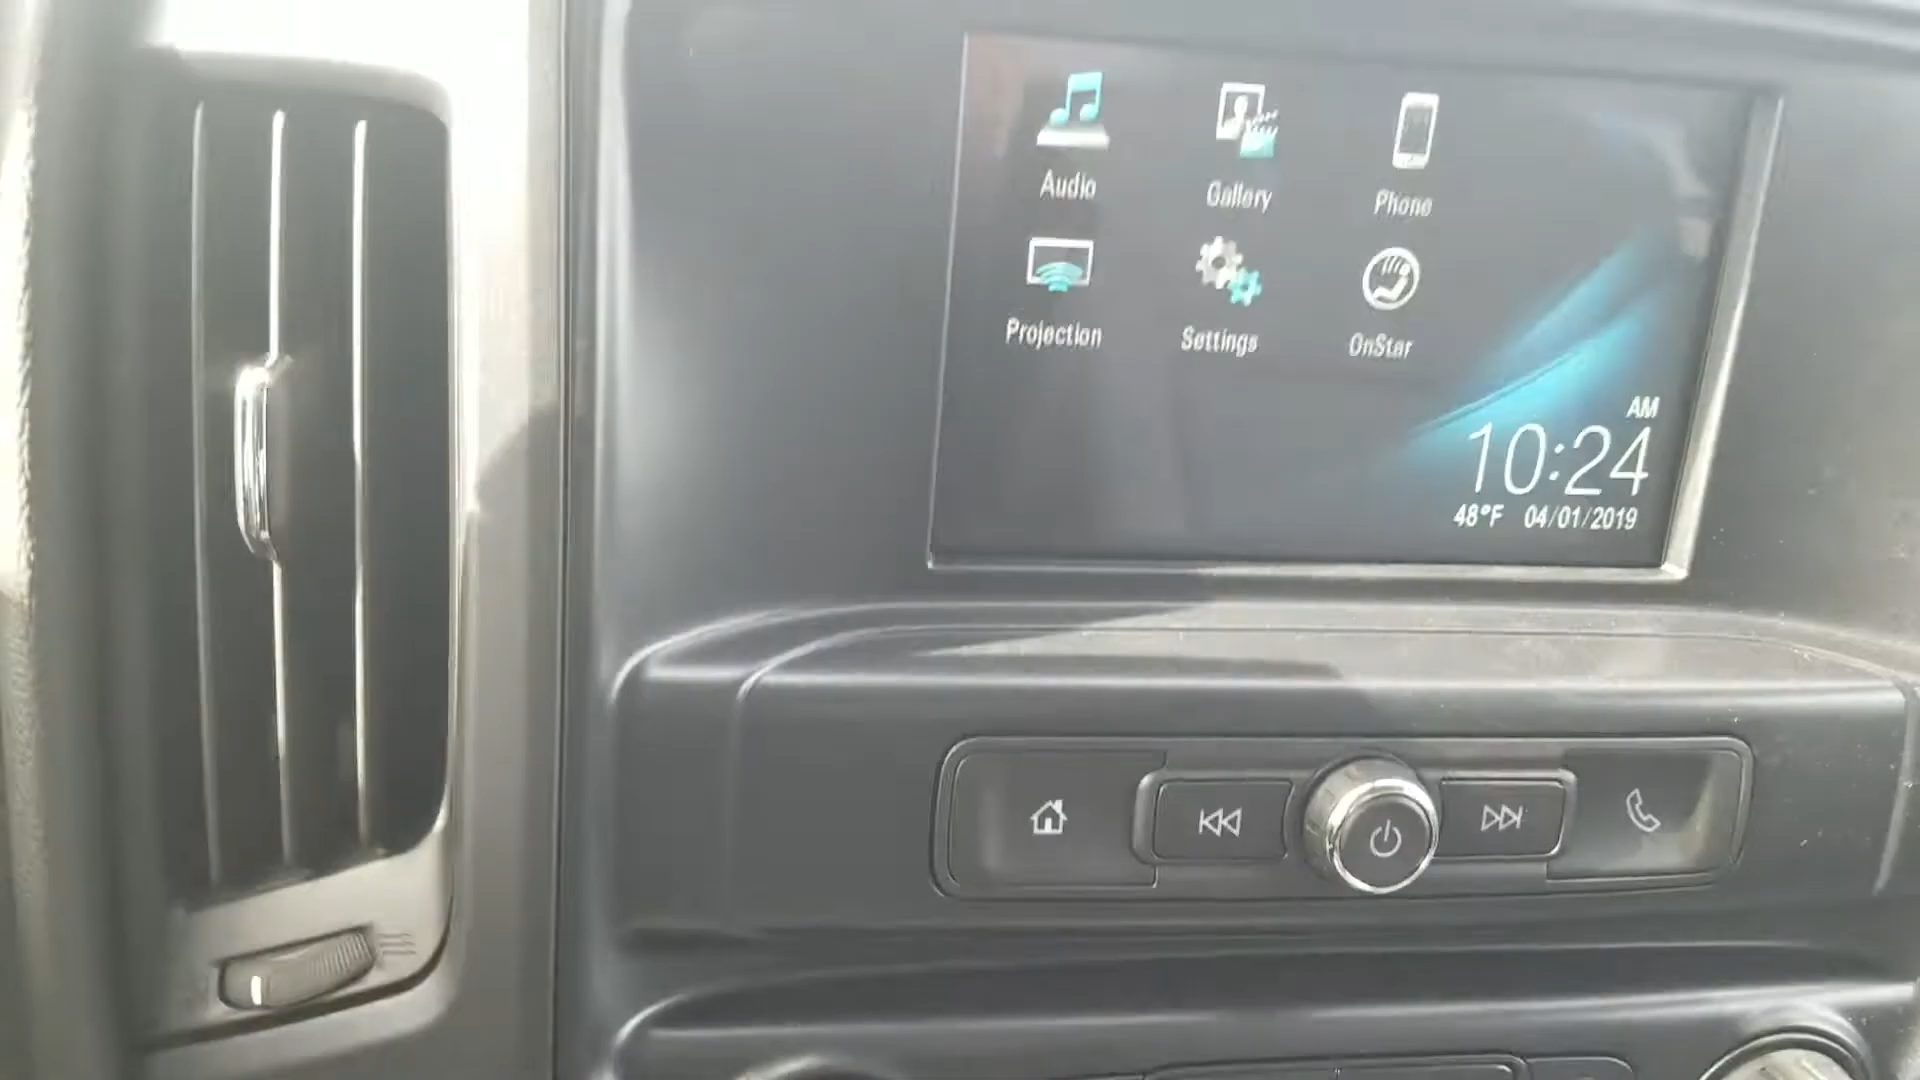 Audio Gallery Phone
Projection Settings OnStar
AM
10:24
48°F 04/01/2019